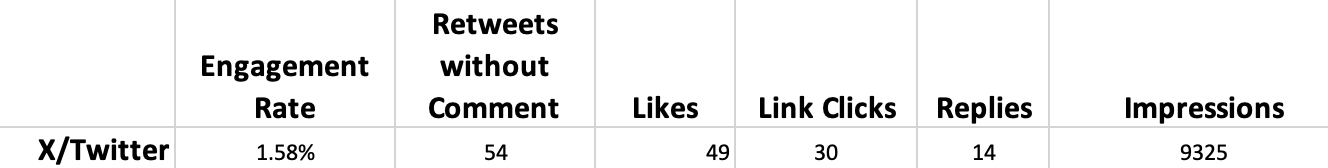 Engagement Rate	Retweets without Comment	Likes	Link Clicks	Replies	Impressions
X/Twitter	1.58%	54	49	30	14	9325